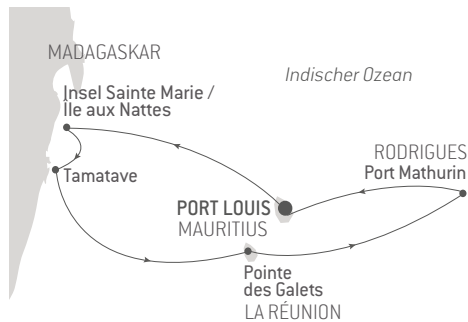 MADAGASKAR
Indischer Ozean
Insel Sainte Marie /
Île aux Nattes
Tamatave
RODRIGUES
Port Mathurin
PORT LOUIS
MAURITIUS
Pointe
des Galets
LA RÉUNION